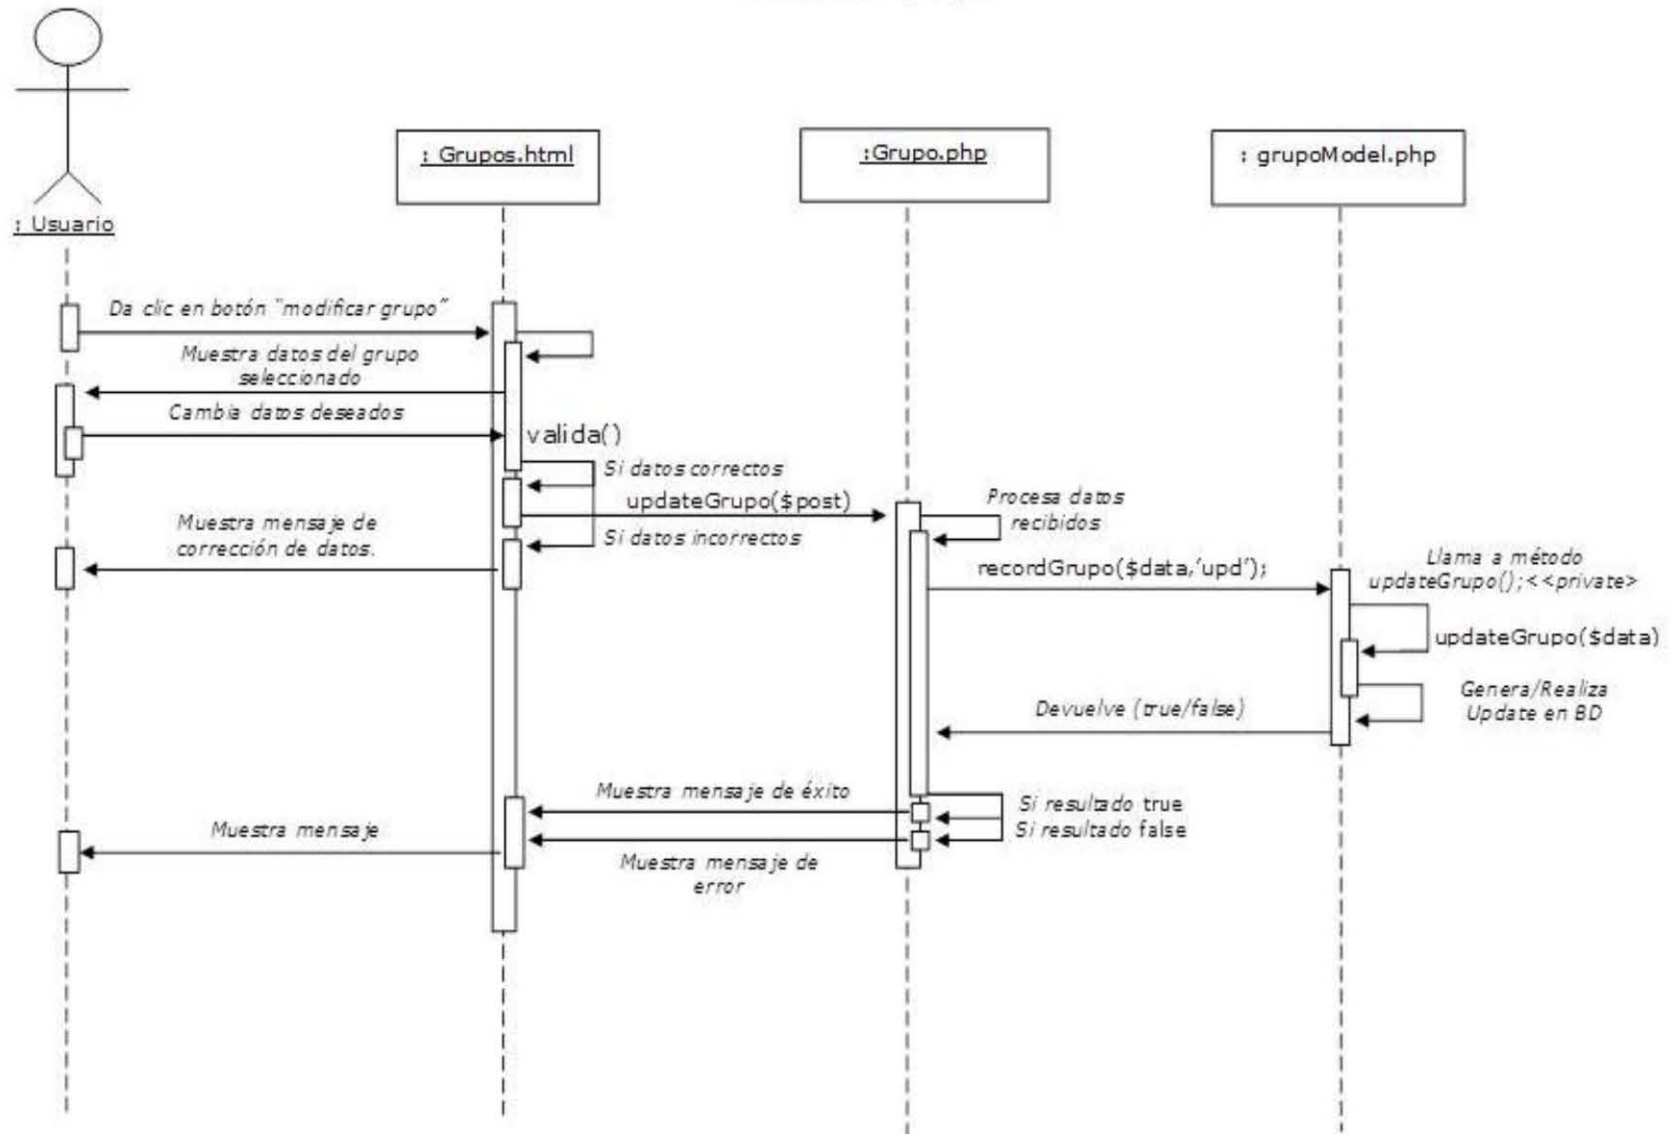 : Usuario
: Grupos.html
:Grupo.php
: grupoModel.php
Da clic en botón "modificar grupo"
Muestra datos del grupo
seleccionado
Cambia datos deseados
valida()
Si datos correctos
updateGrupo($post)
Si datos incorrectos
Muestra mensaje de
corrección de datos.
Procesa datos
recibidos
recordGrupo($data,'upd');
Llama a método
updateGrupo();<<private>
updateGrupo($data)
Genera/Realiza
Update en BD
Devuelve (true/false)
Si resultado true
Si resultado false
Muestra mensaje de éxito
Muestra mensaje de
error
Muestra mensaje